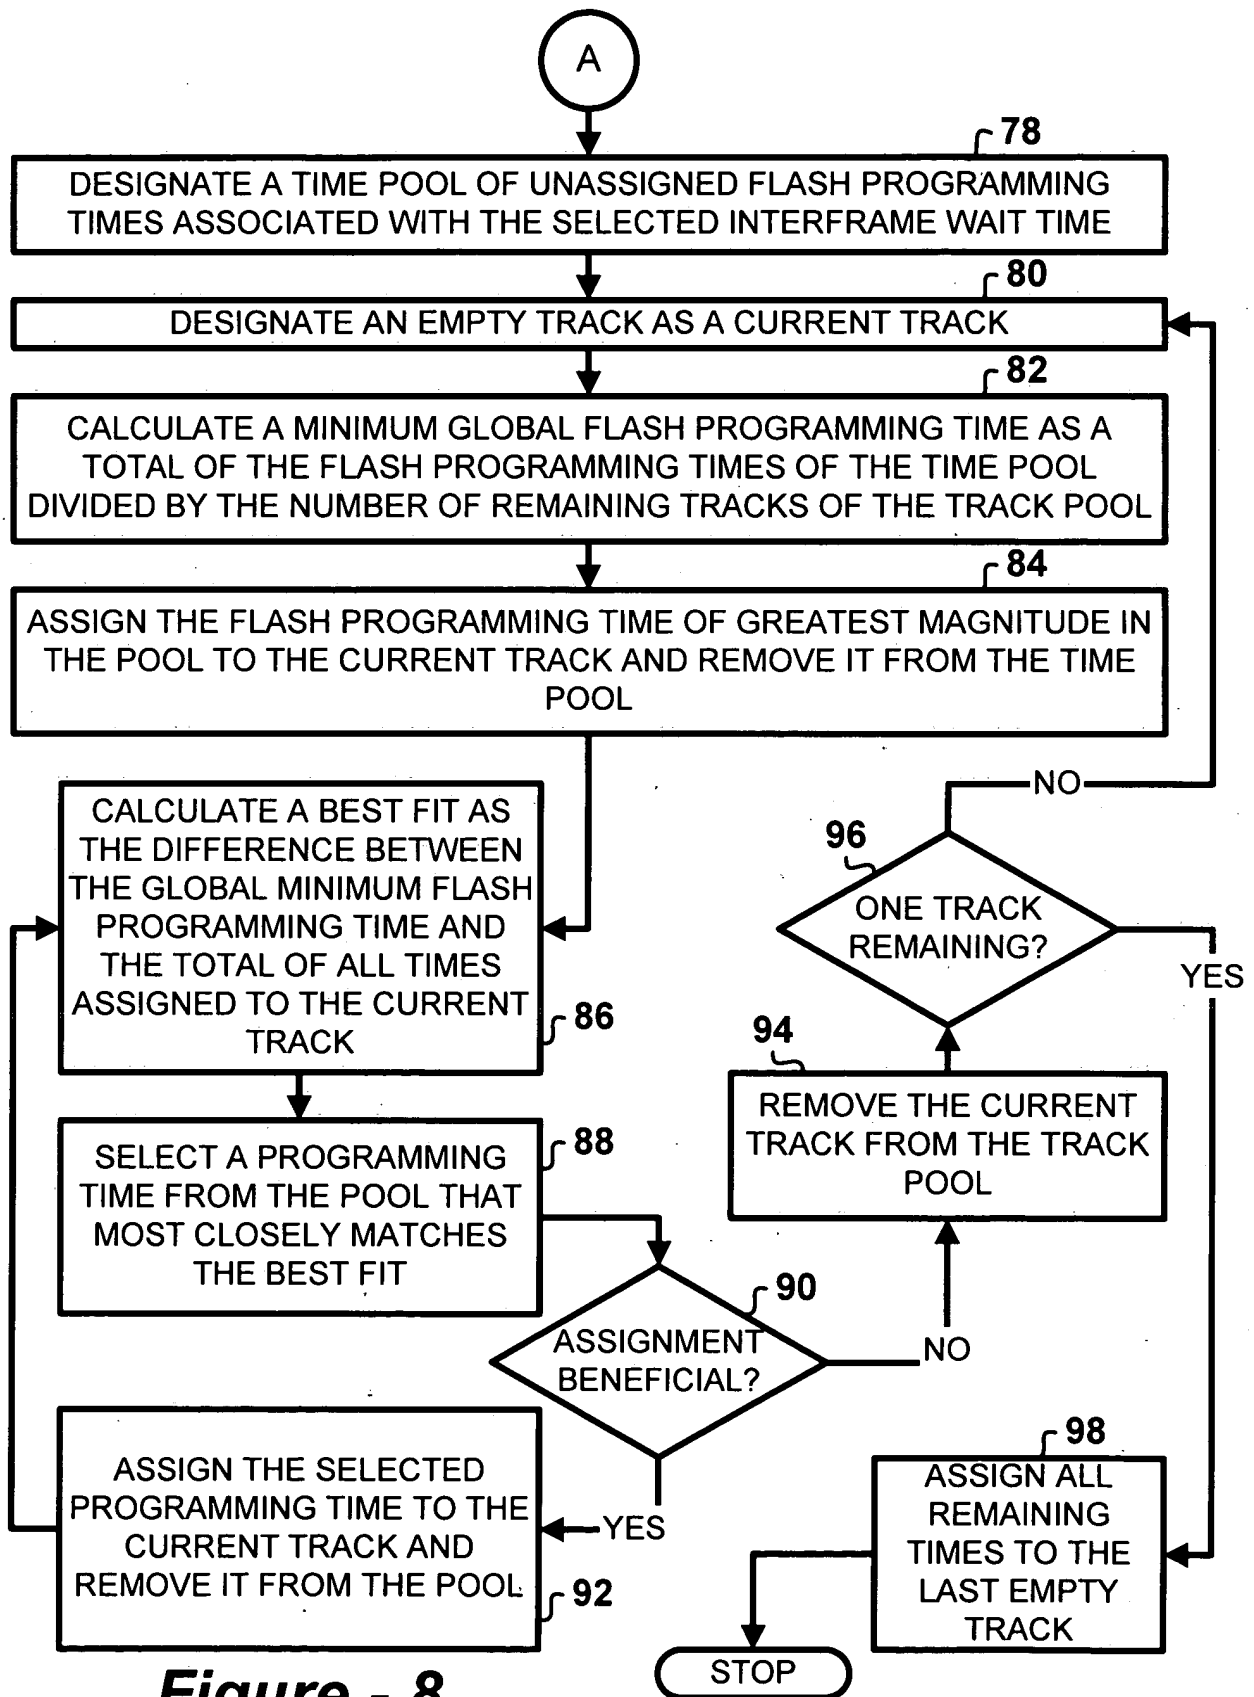 A
78
DESIGNATE A TIME POOL OF UNASSIGNED FLASH PROGRAMMING
TIMES ASSOCIATED WITH THE SELECTED INTERFRAME WAIT TIME
80
DESIGNATE AN EMPTY TRACK AS A CURRENT TRACK
82
CALCULATE A MINIMUM GLOBAL FLASH PROGRAMMING TIME AS A
TOTAL OF THE FLASH PROGRAMMING TIMES OF THE TIME POOL
DIVIDED BY THE NUMBER OF REMAINING TRACKS OF THE TRACK POOL
84
ASSIGN THE FLASH PROGRAMMING TIME OF GREATEST MAGNITUDE IN
THE POOL TO THE CURRENT TRACK AND REMOVE IT FROM THE TIME
POOL
CALCULATE A BEST FIT AS
THE DIFFERENCE BETWEEN
THE GLOBAL MINIMUM FLASH
PROGRAMMING TIME AND
THE TOTAL OF ALL TIMES
ASSIGNED TO THE CURRENT
TRACK
86
88
SELECT A PROGRAMMING
TIME FROM THE POOL THAT
MOST CLOSELY MATCHES
THE BEST FIT
90
ASSIGNMENT
BENEFICIAL?
YES
NO
ASSIGN THE SELECTED
PROGRAMMING TIME TO THE
CURRENT TRACK AND
REMOVE IT FROM THE POOL
92
94
REMOVE THE CURRENT
TRACK FROM THE TRACK
POOL
96
ONE TRACK
REMAINING?
NO
YES
98
ASSIGN ALL
REMAINING
TIMES TO THE
LAST EMPTY
TRACK
STOP
Figure - 8